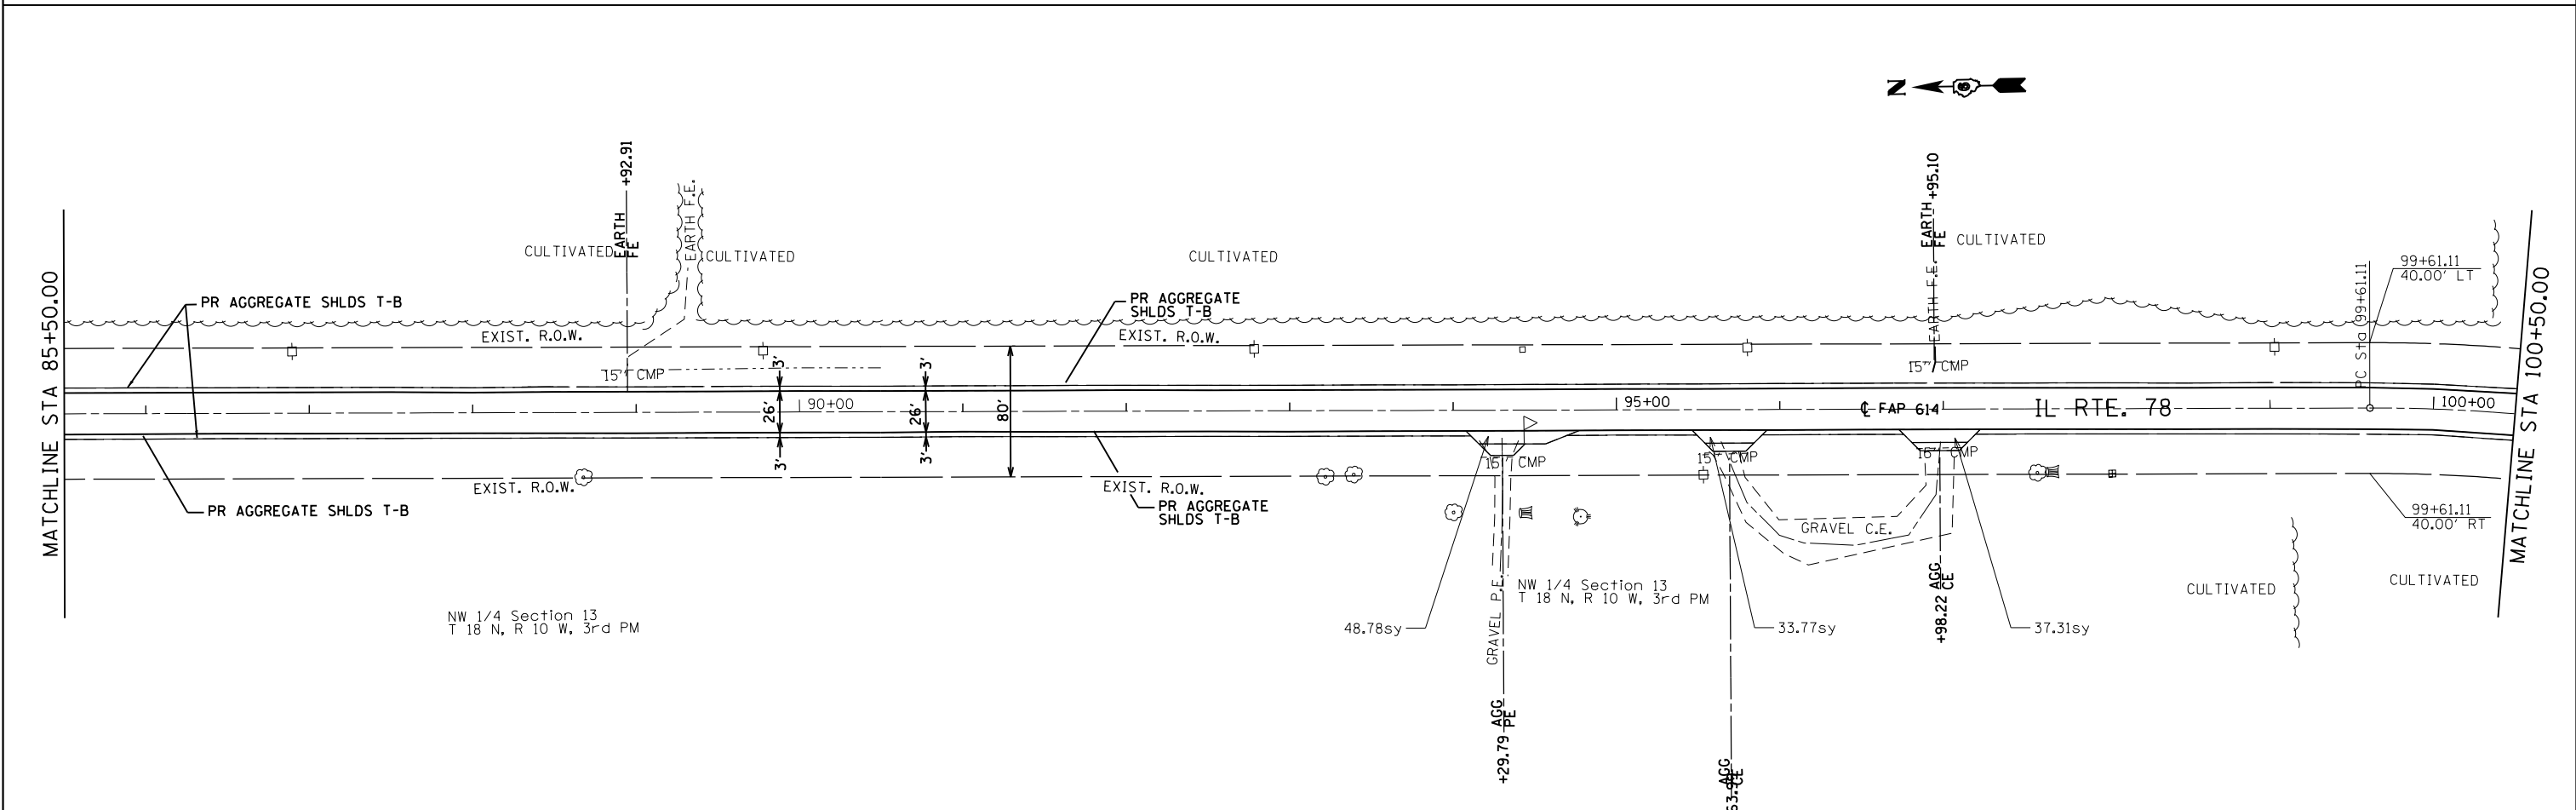 N
MATCHLINE STA 85+50.00
+92.91
EARTH
FE
EARTH F.E.
CULTIVATED
CULTIVATED
CULTIVATED
+95.10
EARTH
FE
EARTH F.E.
CULTIVATED
PC Sta 99+61.11
99+61.11
40.00' LT
MATCHLINE STA 100+50.00
PR AGGREGATE SHLDS T-B
PR AGGREGATE
SHLDS T-B
EXIST. R.O.W.
EXIST. R.O.W.
15" CMP
15" CMP
3'
3'
26'
26'
80'
3'
3'
90+00
95+00
℄ FAP 614
IL RTE. 78
100+00
15" CMP
15" CMP
CMP
EXIST. R.O.W.
EXIST. R.O.W.
PR AGGREGATE SHLDS T-B
PR AGGREGATE
SHLDS T-B
99+61.11
40.00' RT
GRAVEL C.E.
GRAVEL P.E.
NW 1/4 Section 13
T 18 N, R 10 W, 3rd PM
NW 1/4 Section 13
T 18 N, R 10 W, 3rd PM
AGG
CE
+98.22
CULTIVATED
CULTIVATED
48.78sy
33.77sy
37.31sy
AGG
PE
+29.79
AGG
CE